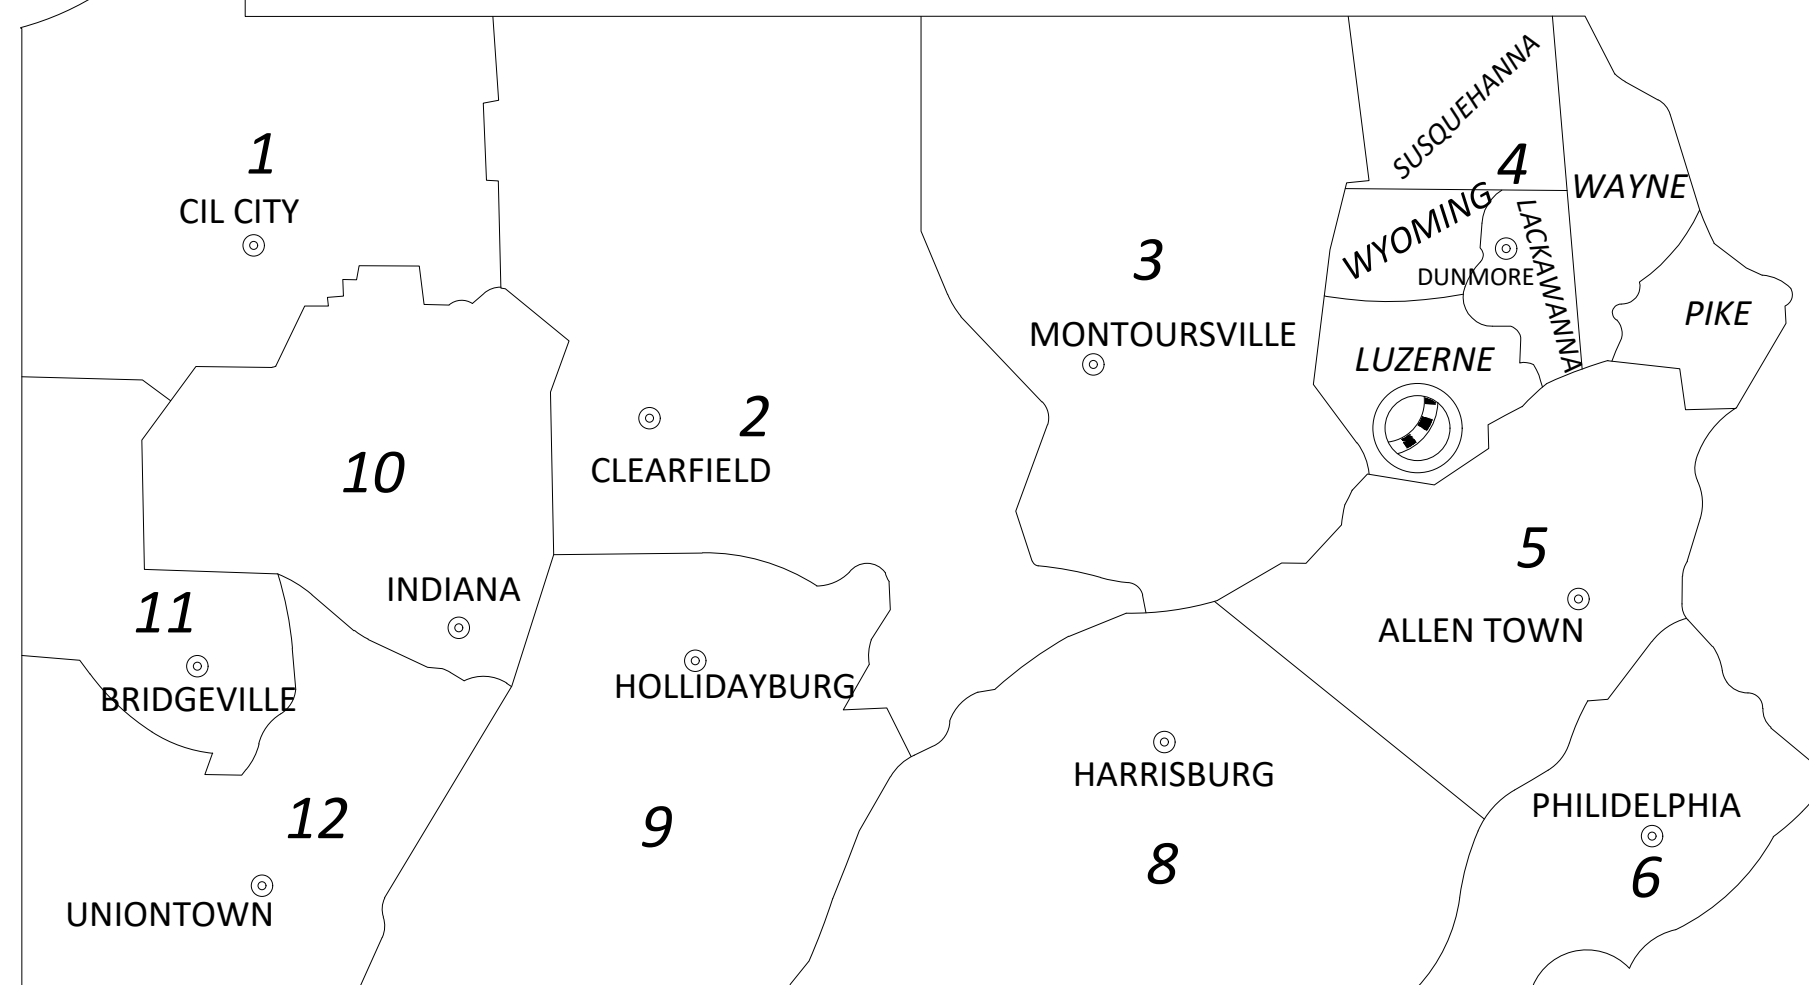 1
CIL CITY
SUSQUEHANNA
4
WAYNE
WYOMING
LACKAWANNA
DUNMORE
3
MONTOURSVILLE
PIKE
LUZERNE
2
CLEARFIELD
10
INDIANA
5
ALLEN TOWN
11
BRIDGEVILLE
HOLLIDAYBURG
HARRISBURG
8
12
UNIONTOWN
9
PHILIDELPHIA
6